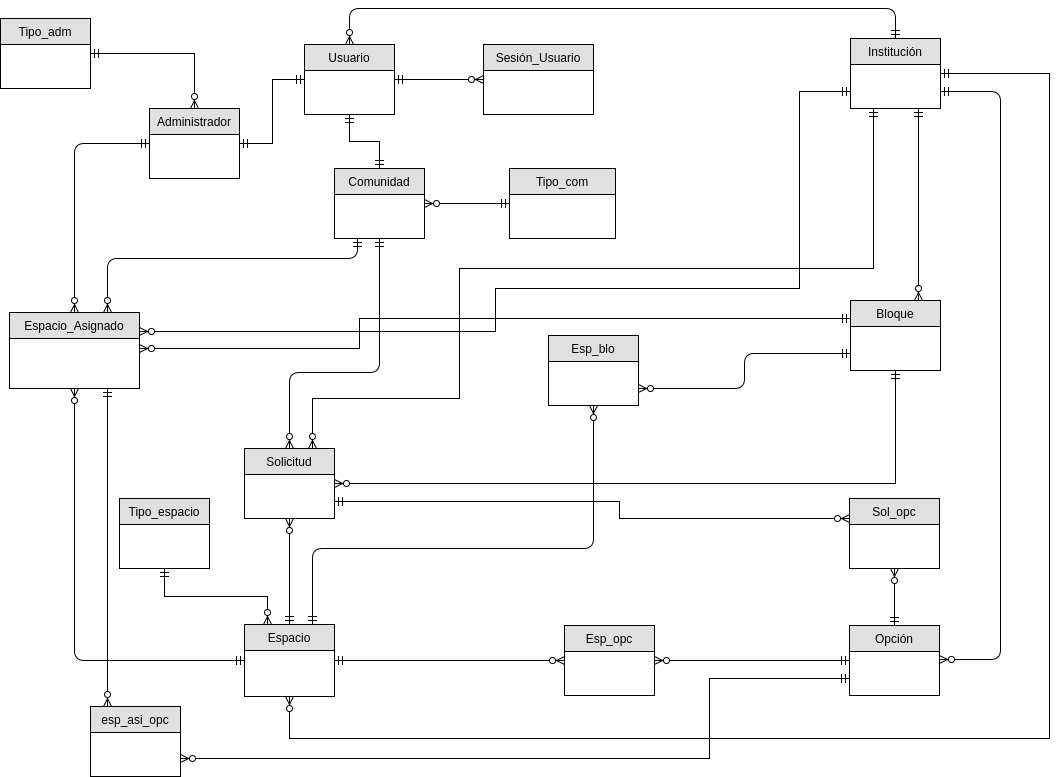 Tipo_adm
Usuario
Sesión_Usuario
Institución
Administrador
Comunidad
Tipo_com
Espacio_Asignado
Bloque
Esp_blo
Solicitud
Tipo_espacio
Sol_opc
Espacio
Esp_opc
Opción
esp_asi_opc